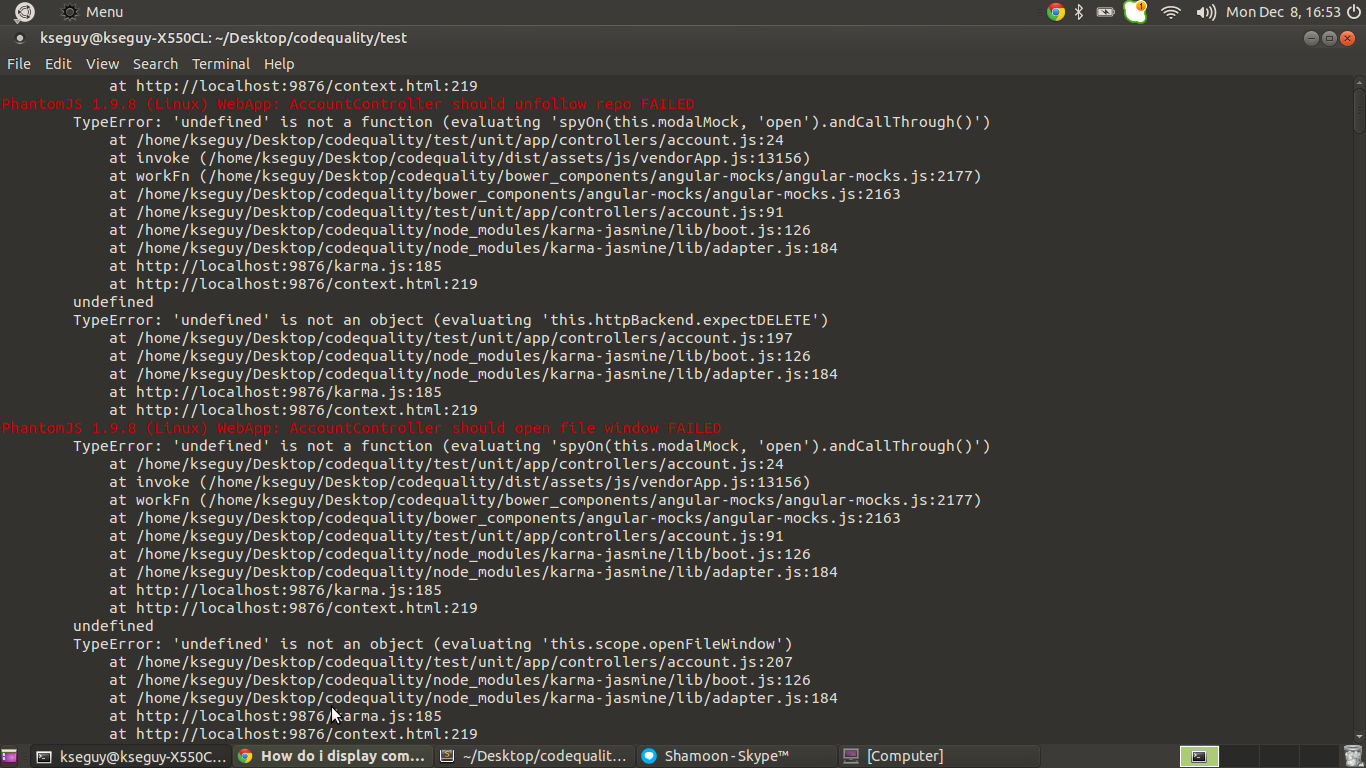 Menu
1
Mon Dec 8, 16:53
kseguy@kseguy-X550CL: ~/Desktop/codequality/test
File Edit View Search Terminal Help
at http://localhost:9876/context.html:219
PhantomJS 1.9.8 (Linux) WebApp: AccountController should unfollow repo FAILED
TypeError: 'undefined' is not a function (evaluating 'spyOn(this.modalMock, 'open').andCallThrough()')
at /home/kseguy/Desktop/codequality/test/unit/app/controllers/account.js:24
at invoke (/home/kseguy/Desktop/codequality/dist/assets/js/vendorApp.js:13156)
at workFn (/home/kseguy/Desktop/codequality/bower_components/angular-mocks/angular-mocks.js:2177)
at /home/kseguy/Desktop/codequality/bower_components/angular-mocks/angular-mocks.js:2163
at /home/kseguy/Desktop/codequality/test/unit/app/controllers/account.js:91
at /home/kseguy/Desktop/codequality/node_modules/karma-jasmine/lib/boot.js:126
at /home/kseguy/Desktop/codequality/node_modules/karma-jasmine/lib/adapter.js:184
at http://localhost:9876/karma.js:185
at http://localhost:9876/context.html:219
undefined
TypeError: 'undefined' is not an object (evaluating 'this.httpBackend.expectDELETE')
at /home/kseguy/Desktop/codequality/test/unit/app/controllers/account.js:197
at /home/kseguy/Desktop/codequality/node_modules/karma-jasmine/lib/boot.js:126
at /home/kseguy/Desktop/codequality/node_modules/karma-jasmine/lib/adapter.js:184
at http://localhost:9876/karma.js:185
at http://localhost:9876/context.html:219
PhantomJS 1.9.8 (Linux) WebApp: AccountController should open file window FAILED
TypeError: 'undefined' is not a function (evaluating 'spyOn(this.modalMock, 'open').andCallThrough()')
at /home/kseguy/Desktop/codequality/test/unit/app/controllers/account.js:24
at invoke (/home/kseguy/Desktop/codequality/dist/assets/js/vendorApp.js:13156)
at workFn (/home/kseguy/Desktop/codequality/bower_components/angular-mocks/angular-mocks.js:2177)
at /home/kseguy/Desktop/codequality/bower_components/angular-mocks/angular-mocks.js:2163
at /home/kseguy/Desktop/codequality/test/unit/app/controllers/account.js:91
at /home/kseguy/Desktop/codequality/node_modules/karma-jasmine/lib/boot.js:126
at /home/kseguy/Desktop/codequality/node_modules/karma-jasmine/lib/adapter.js:184
at http://localhost:9876/karma.js:185
at http://localhost:9876/context.html:219
undefined
TypeError: 'undefined' is not an object (evaluating 'this.scope.openFileWindow')
at /home/kseguy/Desktop/codequality/test/unit/app/controllers/account.js:207
at /home/kseguy/Desktop/codequality/node_modules/karma-jasmine/lib/boot.js:126
at /home/kseguy/Desktop/codequality/node_modules/karma-jasmine/lib/adapter.js:184
at http://localhost:9876/karma.js:185
at http://localhost:9876/context.html:219
kseguy@kseguy-X550C... How do i display com... ~/Desktop/codequalit... Shamoon - Skype™ [Computer]